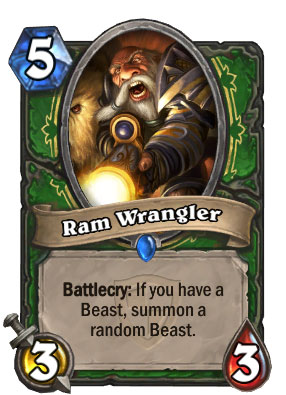 5
Ram Wrangler
Battlecry: If you have a
Beast, summon a
random Beast.
3 3